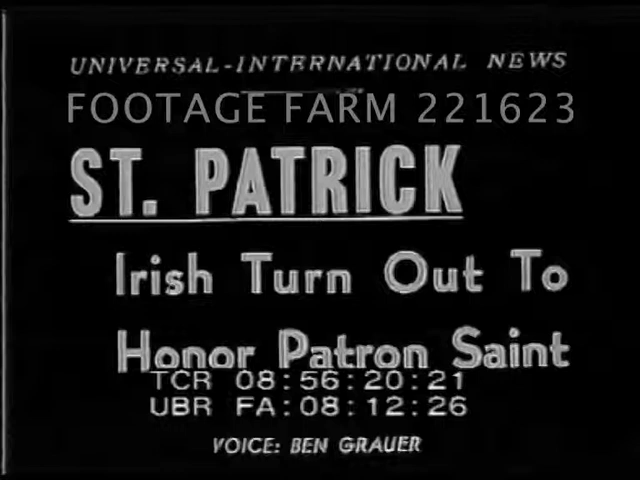 UNIVERSAL-INTERNATIONAL NEWS
FOOTAGE FARM 221623
ST. PATRICK
Irish Turn Out To
Honor Patron Saint
TCR 08:56:20:21
UBR FA:08:12:26
VOICE: BEN GRAUER